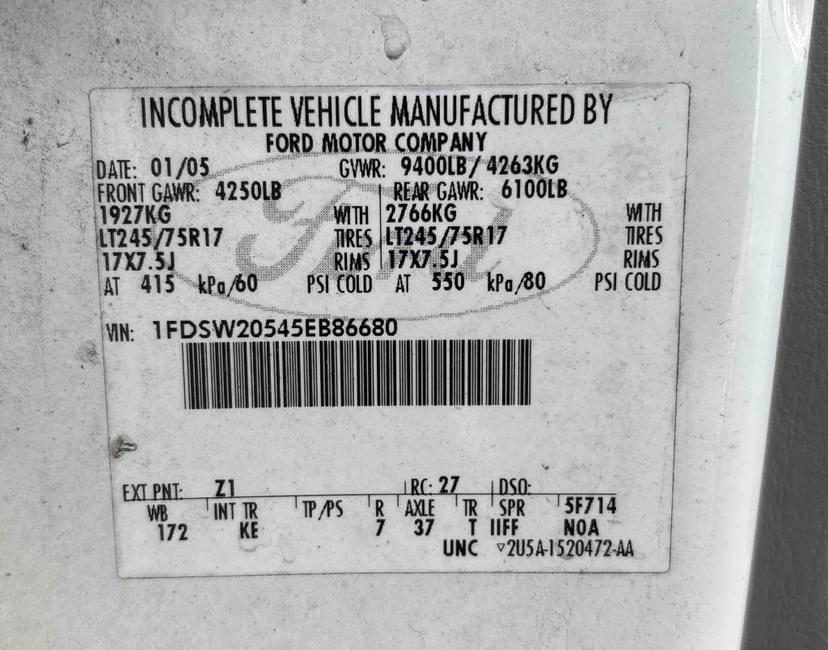 INCOMPLETE VEHICLE MANUFACTURED BY
FORD MOTOR COMPANY
DATE: 01/05 GVWR: 9400LB/4263KG
FRONT GAWR: 4250LB REAR GAWR: 6100LB
1927KG WITH 2766KG WITH
LT245/75R17 TIRES LT245/75R17 TIRES
17X7.5J RIMS 17X7.5J RIMS
AT 415 kPa/60 PSI COLD AT 550 kPa/80 PSI COLD
VIN: 1FDSW20545EB86680
EXT PNT: Z1 RC: 27 DSO:
WB INT TR TP/PS R AXLE TR SPR 5F714
172 KE 7 37 T IIFF N0A
UNC ▽2U5A-1520472-AA
Ford